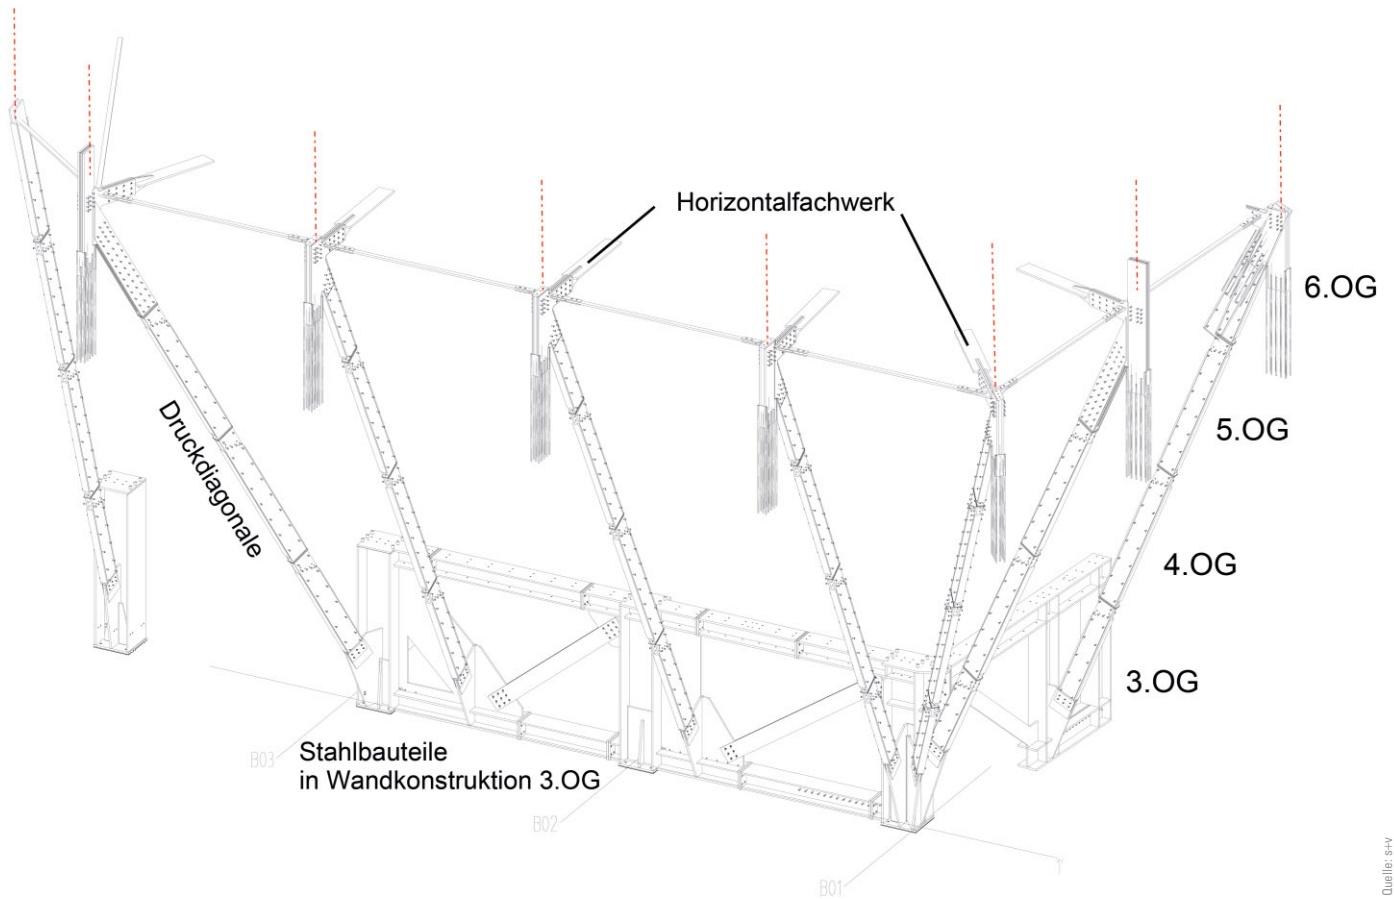 Horizontalfachwerk
6.OG
Druckdiagonale
5.OG
4.OG
3.OG
Stahlbauteile
in Wandkonstruktion 3.OG
B03
B02
B01
Quelle: s+v